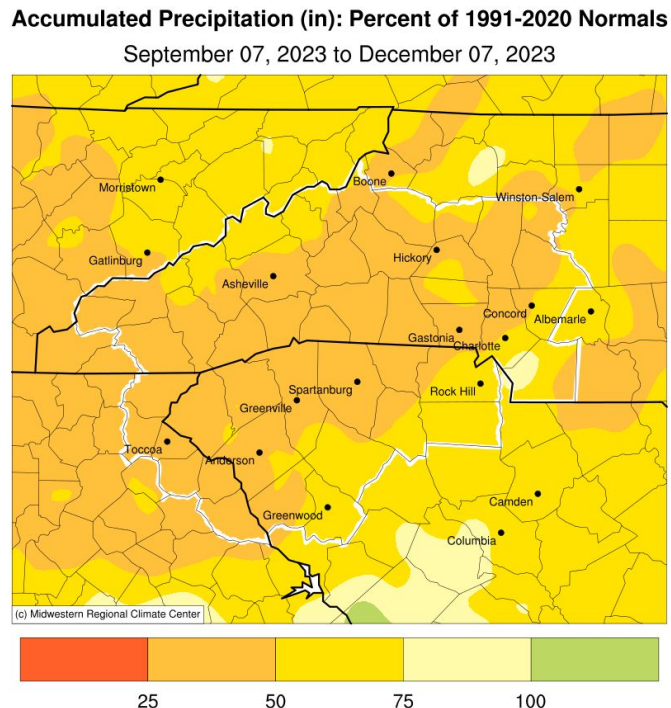 Accumulated Precipitation (in): Percent of 1991-2020 Normals
September 07, 2023 to December 07, 2023
Boone
Morristown
Winston-Salem
Gatlinburg
Hickory
Asheville
Concord
Albemarle
Gastonia
Charlotte
Spartanburg
Rock Hill
Greenville
Toccoa
Anderson
Camden
Greenwood
Columbia
(c) Midwestern Regional Climate Center
25 50 75 100